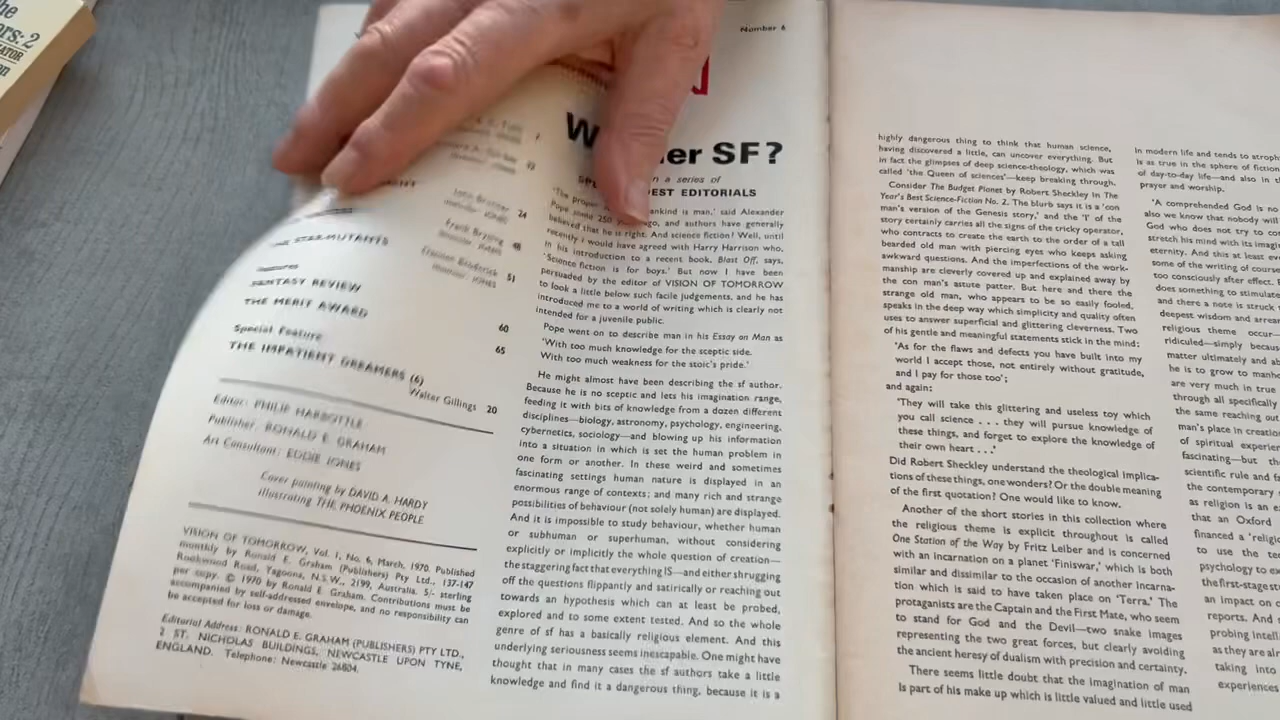 he
ors: 2
Number 6
er SF?
n a series of
EST EDITORIALS
24
Frank Bryning
48
51
THE STAR-MUTANTS
Features
FANTASY REVIEW
THE MERIT AWARD
60
65
Special Feature
THE IMPATIENT DREAMERS (6)
Walter Gillings 20
Editor: PHILIP HARBOTTLE
Publisher: RONALD E. GRAHAM
Art Consultant: EDDIE JONES
Cover painting by DAVID A. HARDY
illustrating THE PHOENIX PEOPLE
VISION OF TOMORROW, Vol. 1, No. 6, March, 1970. Published
monthly by Ronald E. Graham (Publishers) Pty Ltd., 137-147
Rookwood Road, Yagoona, N.S.W., 2199, Australia. 5/- sterling
per copy. © 1970 by Ronald E. Graham. Contributions must be
accompanied by self-addressed envelope, and no responsibility can
be accepted for loss or damage.
Editorial Address: RONALD E. GRAHAM (PUBLISHERS) PTY LTD.,
2 ST. NICHOLAS BUILDINGS, NEWCASTLE UPON TYNE,
ENGLAND. Telephone: Newcastle 26804.
'The proper ankind is man,' said Alexander
Pope some 250 ago, and authors have generally
believed that he is right. And science fiction? Well, until
recently I would have agreed with Harry Harrison who,
in his introduction to a recent book, Blast Off, says,
'Science fiction is for boys.' But now I have been
persuaded by the editor of VISION OF TOMORROW
to look a little below such facile judgements, and he has
introduced me to a world of writing which is clearly not
intended for a juvenile public.
Pope went on to describe man in his Essay on Man as
'With too much knowledge for the sceptic side.
With too much weakness for the stoic's pride.'
He might almost have been describing the sf author.
Because he is no sceptic and lets his imagination range,
feeding it with bits of knowledge from a dozen different
disciplines—biology, astronomy, psychology, engineering,
cybernetics, sociology—and blowing up his information
into a situation in which is set the human problem in
one form or another. In these weird and sometimes
fascinating settings human nature is displayed in an
enormous range of contexts; and many rich and strange
possibilities of behaviour (not solely human) are displayed.
And it is impossible to study behaviour, whether human
or subhuman or superhuman, without considering
explicitly or implicitly the whole question of creation—
the staggering fact that everything IS—and either shrugging
off the questions flippantly and satirically or reaching out
towards an hypothesis which can at least be probed,
explored and to some extent tested. And so the whole
genre of sf has a basically religious element. And this
underlying seriousness seems inescapable. One might have
thought that in many cases the sf authors take a little
knowledge and find it a dangerous thing, because it is a
highly dangerous thing to think that human science,
having discovered a little, can uncover everything. But
in fact the glimpses of deep science-theology, which was
called 'the Queen of sciences'—keep breaking through.
Consider The Budget Planet by Robert Sheckley in The
Year's Best Science-Fiction No. 2. The blurb says it is a 'con
man's version of the Genesis story,' and the 'I' of the
story certainly carries all the signs of the tricky operator,
who contracts to create the earth to the order of a tall
bearded old man with piercing eyes who keeps asking
awkward questions. And the imperfections of the work-
manship are cleverly covered up and explained away by
the con man's astute patter. But here and there the
strange old man, who appears to be so easily fooled,
speaks in the deep way which simplicity and quality often
uses to answer superficial and glittering cleverness. Two
of his gentle and meaningful statements stick in the mind:
'As for the flaws and defects you have built into my
world I accept those, not entirely without gratitude,
and I pay for those too';
and again:
'They will take this glittering and useless toy which
you call science . . . they will pursue knowledge of
these things, and forget to explore the knowledge of
their own heart . . .'
Did Robert Sheckley understand the theological implica-
tions of these things, one wonders? Or the double meaning
of the first quotation? One would like to know.
Another of the short stories in this collection where
the religious theme is explicit throughout is called
One Station of the Way by Fritz Leiber and is concerned
with an incarnation on a planet 'Finiswar,' which is both
similar and dissimilar to the occasion of another incarna-
tion which is said to have taken place on 'Terra.' The
protaganists are the Captain and the First Mate, who seem
to stand for God and the Devil—two snake images
representing the two great forces, but clearly avoiding
the ancient heresy of dualism with precision and certainty.
There seems little doubt that the imagination of man
is part of his make up which is little valued and little used
in modern life and tends to atroph
is as true in the sphere of fiction
of day-to-day life—and also in t
prayer and worship.
'A comprehended God is no
also we know that nobody will
God who does not try to co
stretch his mind with its imagi
eternity. And this at least ev
some of the writing of course
too consciously after effect. E
does something to stimulate
and there a note is struck t
deepest wisdom and arrest
religious theme occur—
ridiculed—simply becaus
matter ultimately and al
he is to grow to manho
are very much in true
through all specifically
the same reaching out
man's place in creation
of spiritual experien
fascinating—but th
scientific rule and f
the contemporary
as religion is conc
that an Oxford
financed a 'religio
to use the tec
psychology to ex
the first-stage st
an impact on o
reports. And s
probing intell
as they are alr
taking into
experiences